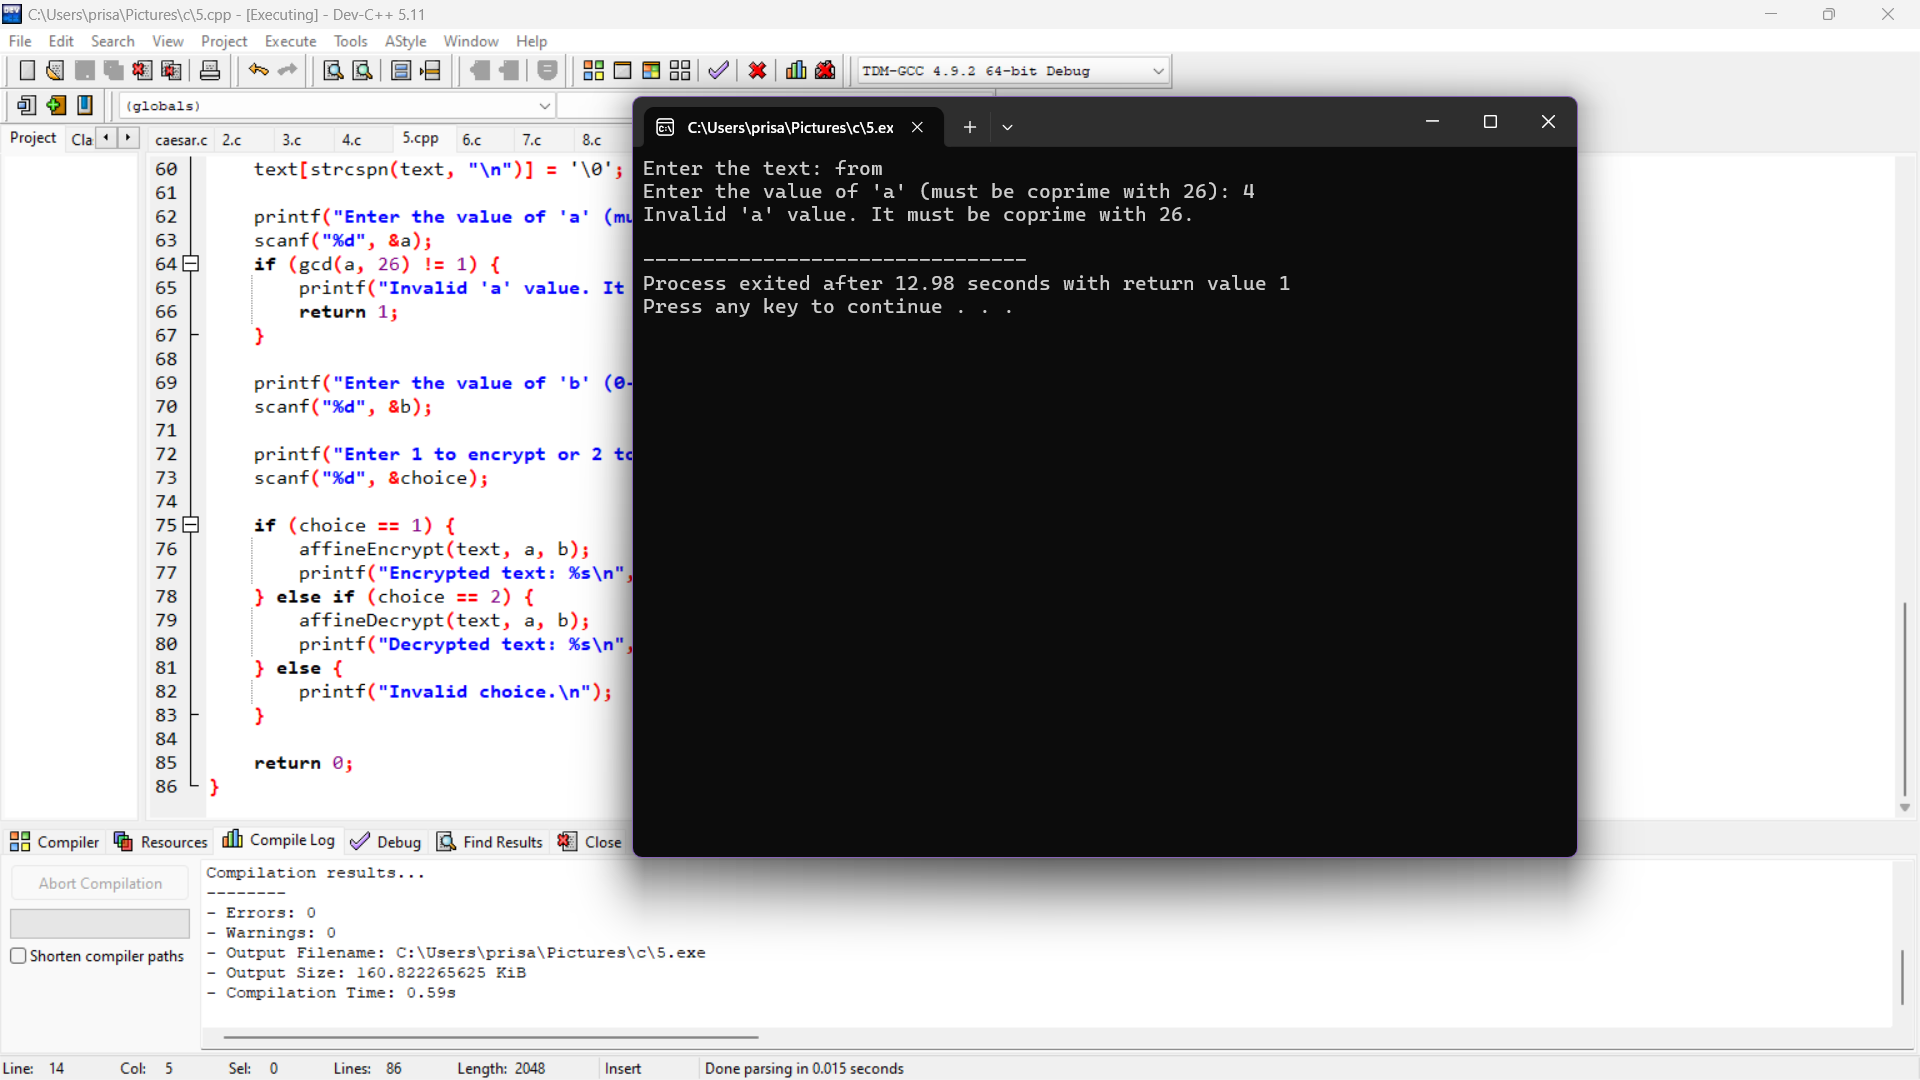 C:\Users\prisa\Pictures\c\5.cpp - [Executing] - Dev-C++ 5.11
File Edit Search View Project Execute Tools AStyle Window Help
TDM-GCC 4.9.2 64-bit Debug
(globals)
Project Cla
caesar.c 2.c 3.c 4.c 5.cpp 6.c 7.c 8.c
60 text[strcspn(text, "\n")] = '\0';
61
62 printf("Enter the value of 'a' (mu
63 scanf("%d", &a);
64 if (gcd(a, 26) != 1) {
65 printf("Invalid 'a' value. It
66 return 1;
67 }
68
69 printf("Enter the value of 'b' (0-
70 scanf("%d", &b);
71
72 printf("Enter 1 to encrypt or 2 to
73 scanf("%d", &choice);
74
75 if (choice == 1) {
76 affineEncrypt(text, a, b);
77 printf("Encrypted text: %s\n",
78 } else if (choice == 2) {
79 affineDecrypt(text, a, b);
80 printf("Decrypted text: %s\n",
81 } else {
82 printf("Invalid choice.\n");
83 }
84
85 return 0;
86 }
C:\Users\prisa\Pictures\c\5.ex
Enter the text: from
Enter the value of 'a' (must be coprime with 26): 4
Invalid 'a' value. It must be coprime with 26.
--------------------------------
Process exited after 12.98 seconds with return value 1
Press any key to continue . . .
Compiler Resources Compile Log Debug Find Results Close
Abort Compilation
Shorten compiler paths
Compilation results...
--------
- Errors: 0
- Warnings: 0
- Output Filename: C:\Users\prisa\Pictures\c\5.exe
- Output Size: 160.822265625 KiB
- Compilation Time: 0.59s
Line: 14 Col: 5 Sel: 0 Lines: 86 Length: 2048 Insert Done parsing in 0.015 seconds